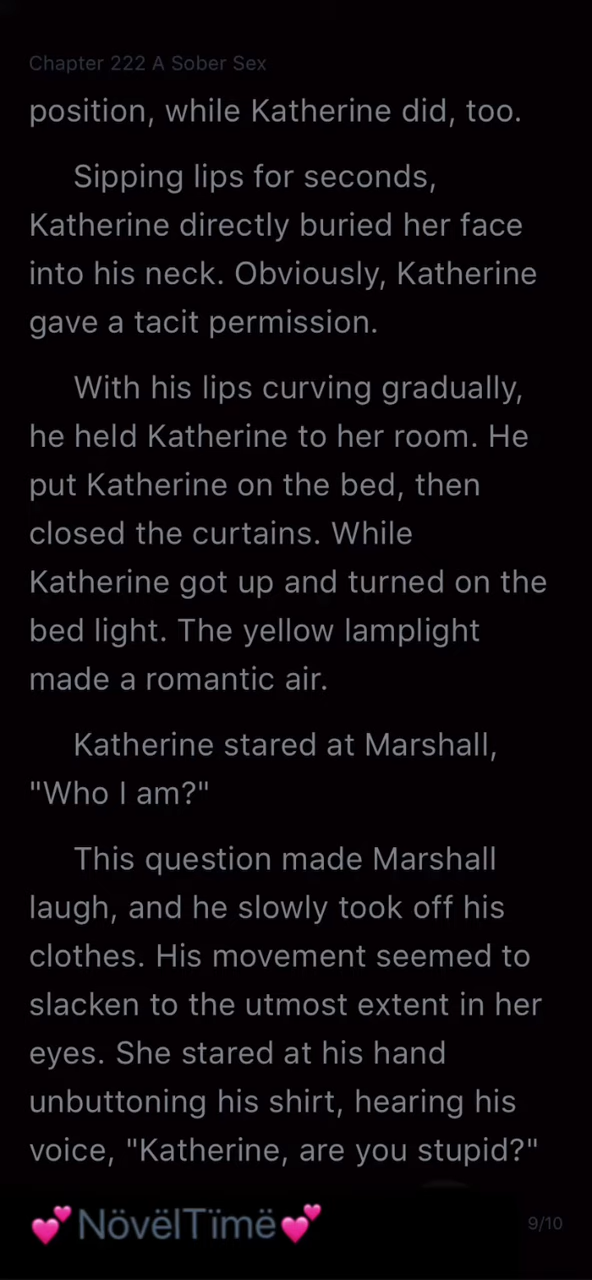 Chapter 222 A Sober Sex
position, while Katherine did, too.
Sipping lips for seconds,
Katherine directly buried her face
into his neck. Obviously, Katherine
gave a tacit permission.
With his lips curving gradually,
he held Katherine to her room. He
put Katherine on the bed, then
closed the curtains. While
Katherine got up and turned on the
bed light. The yellow lamplight
made a romantic air.
Katherine stared at Marshall,
"Who I am?"
This question made Marshall
laugh, and he slowly took off his
clothes. His movement seemed to
slacken to the utmost extent in her
eyes. She stared at his hand
unbuttoning his shirt, hearing his
voice, "Katherine, are you stupid?"
💕NövëlTïmë💕
9/10